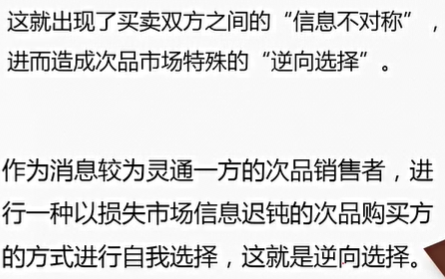 这就出现了买卖双方之间的“信息不对称”，
进而造成次品市场特殊的“逆向选择”。
作为消息较为灵通一方的次品销售者，进
行一种以损失市场信息迟钝的次品购买方
的方式进行自我选择，这就是逆向选择。